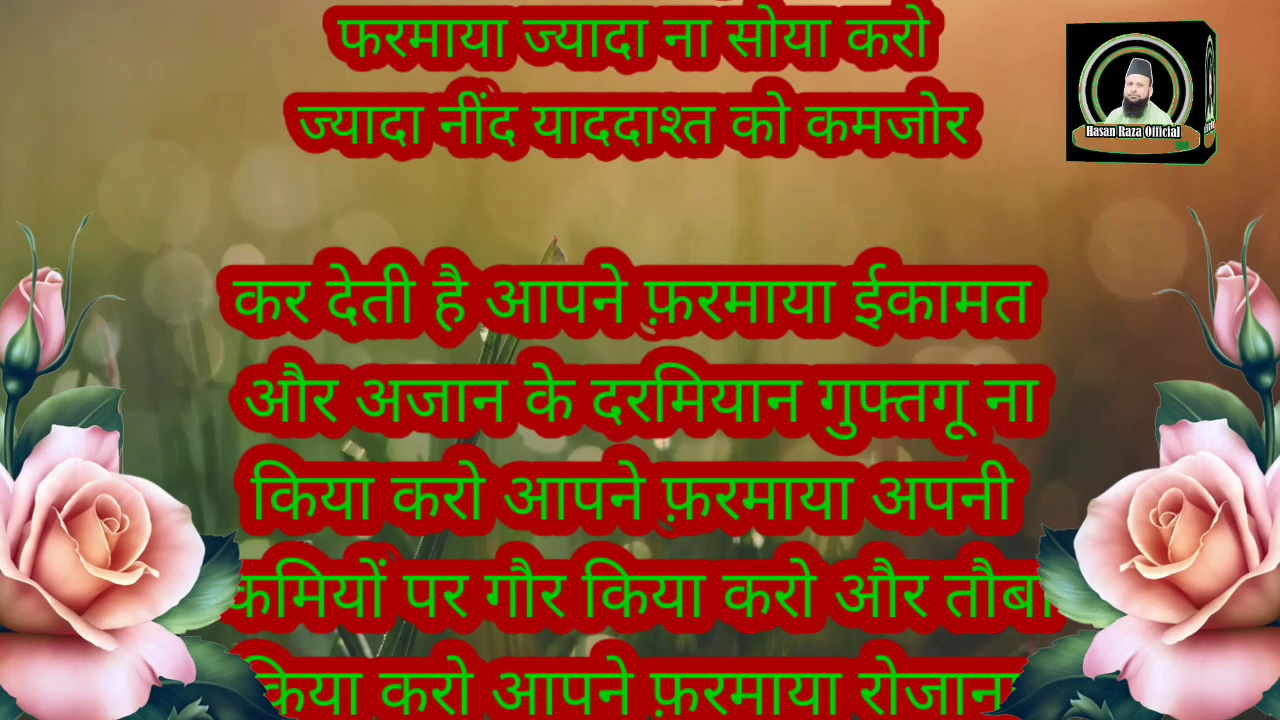 फरमाया ज्यादा ना सोया करो
ज्यादा नींद याददाश्त को कमजोर
कर देती है आपने फ़रमाया ईकामत
और अजान के दरमियान गुफ्तगू ना
किया करो आपने फ़रमाया अपनी
कमियों पर गौर किया करो और तौबा
किया करो आपने फ़रमाया रोजाना
Hasan Raza Official